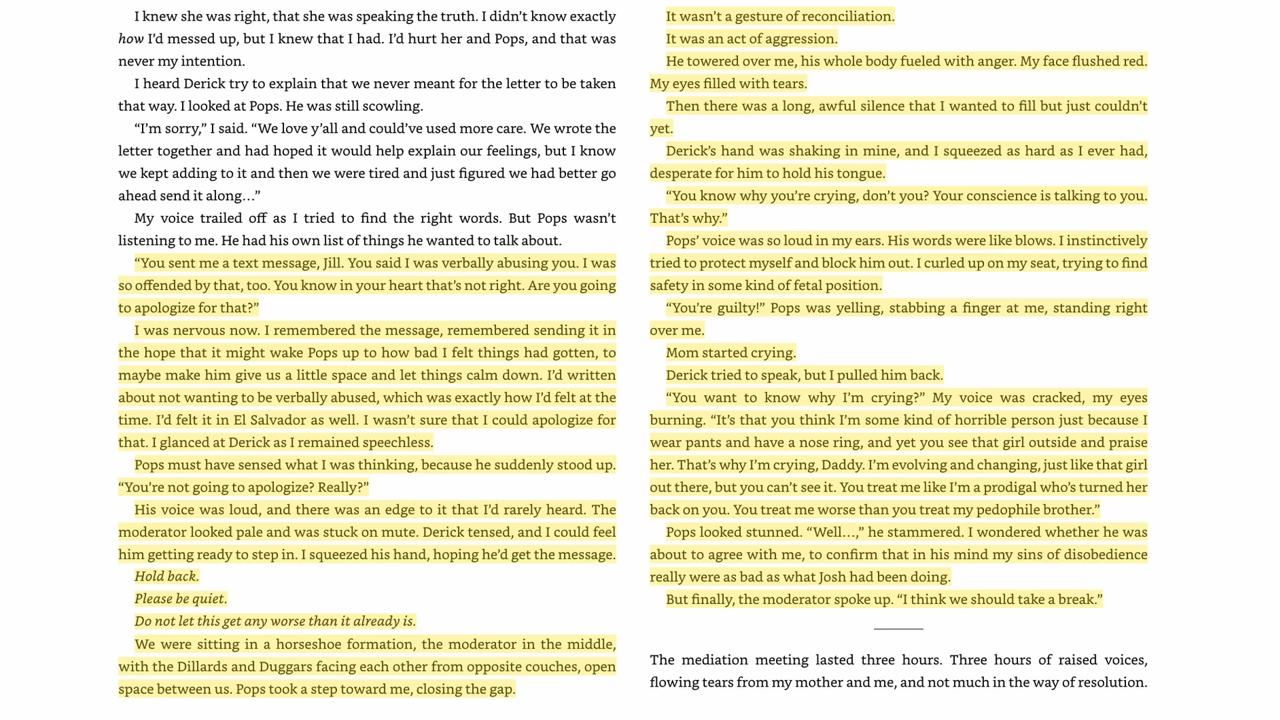 I knew she was right, that she was speaking the truth. I didn't know exactly
how I'd messed up, but I knew that I had. I'd hurt her and Pops, and that was
never my intention.
I heard Derick try to explain that we never meant for the letter to be taken
that way. I looked at Pops. He was still scowling.
“I'm sorry,” I said. “We love y'all and could've used more care. We wrote the
letter together and had hoped it would help explain our feelings, but I know
we kept adding to it and then we were tired and just figured we had better go
ahead send it along…”
My voice trailed off as I tried to find the right words. But Pops wasn't
listening to me. He had his own list of things he wanted to talk about.
“You sent me a text message, Jill. You said I was verbally abusing you. I was
so offended by that, too. You know in your heart that's not right. Are you going
to apologize for that?”
I was nervous now. I remembered the message, remembered sending it in
the hope that it might wake Pops up to how bad I felt things had gotten, to
maybe make him give us a little space and let things calm down. I'd written
about not wanting to be verbally abused, which was exactly how I'd felt at the
time. I'd felt it in El Salvador as well. I wasn't sure that I could apologize for
that. I glanced at Derick as I remained speechless.
Pops must have sensed what I was thinking, because he suddenly stood up.
“You're not going to apologize? Really?”
His voice was loud, and there was an edge to it that I'd rarely heard. The
moderator looked pale and was stuck on mute. Derick tensed, and I could feel
him getting ready to step in. I squeezed his hand, hoping he'd get the message.
Hold back.
Please be quiet.
Do not let this get any worse than it already is.
We were sitting in a horseshoe formation, the moderator in the middle,
with the Dillards and Duggars facing each other from opposite couches, open
space between us. Pops took a step toward me, closing the gap.
It wasn't a gesture of reconciliation.
It was an act of aggression.
He towered over me, his whole body fueled with anger. My face flushed red.
My eyes filled with tears.
Then there was a long, awful silence that I wanted to fill but just couldn't
yet.
Derick's hand was shaking in mine, and I squeezed as hard as I ever had,
desperate for him to hold his tongue.
“You know why you're crying, don't you? Your conscience is talking to you.
That's why.”
Pops' voice was so loud in my ears. His words were like blows. I instinctively
tried to protect myself and block him out. I curled up on my seat, trying to find
safety in some kind of fetal position.
“You're guilty!” Pops was yelling, stabbing a finger at me, standing right
over me.
Mom started crying.
Derick tried to speak, but I pulled him back.
“You want to know why I'm crying?” My voice was cracked, my eyes
burning. “It's that you think I'm some kind of horrible person just because I
wear pants and have a nose ring, and yet you see that girl outside and praise
her. That's why I'm crying, Daddy. I'm evolving and changing, just like that girl
out there, but you can't see it. You treat me like I'm a prodigal who's turned her
back on you. You treat me worse than you treat my pedophile brother.”
Pops looked stunned. “Well…,” he stammered. I wondered whether he was
about to agree with me, to confirm that in his mind my sins of disobedience
really were as bad as what Josh had been doing.
But finally, the moderator spoke up. “I think we should take a break.”
The mediation meeting lasted three hours. Three hours of raised voices,
flowing tears from my mother and me, and not much in the way of resolution.